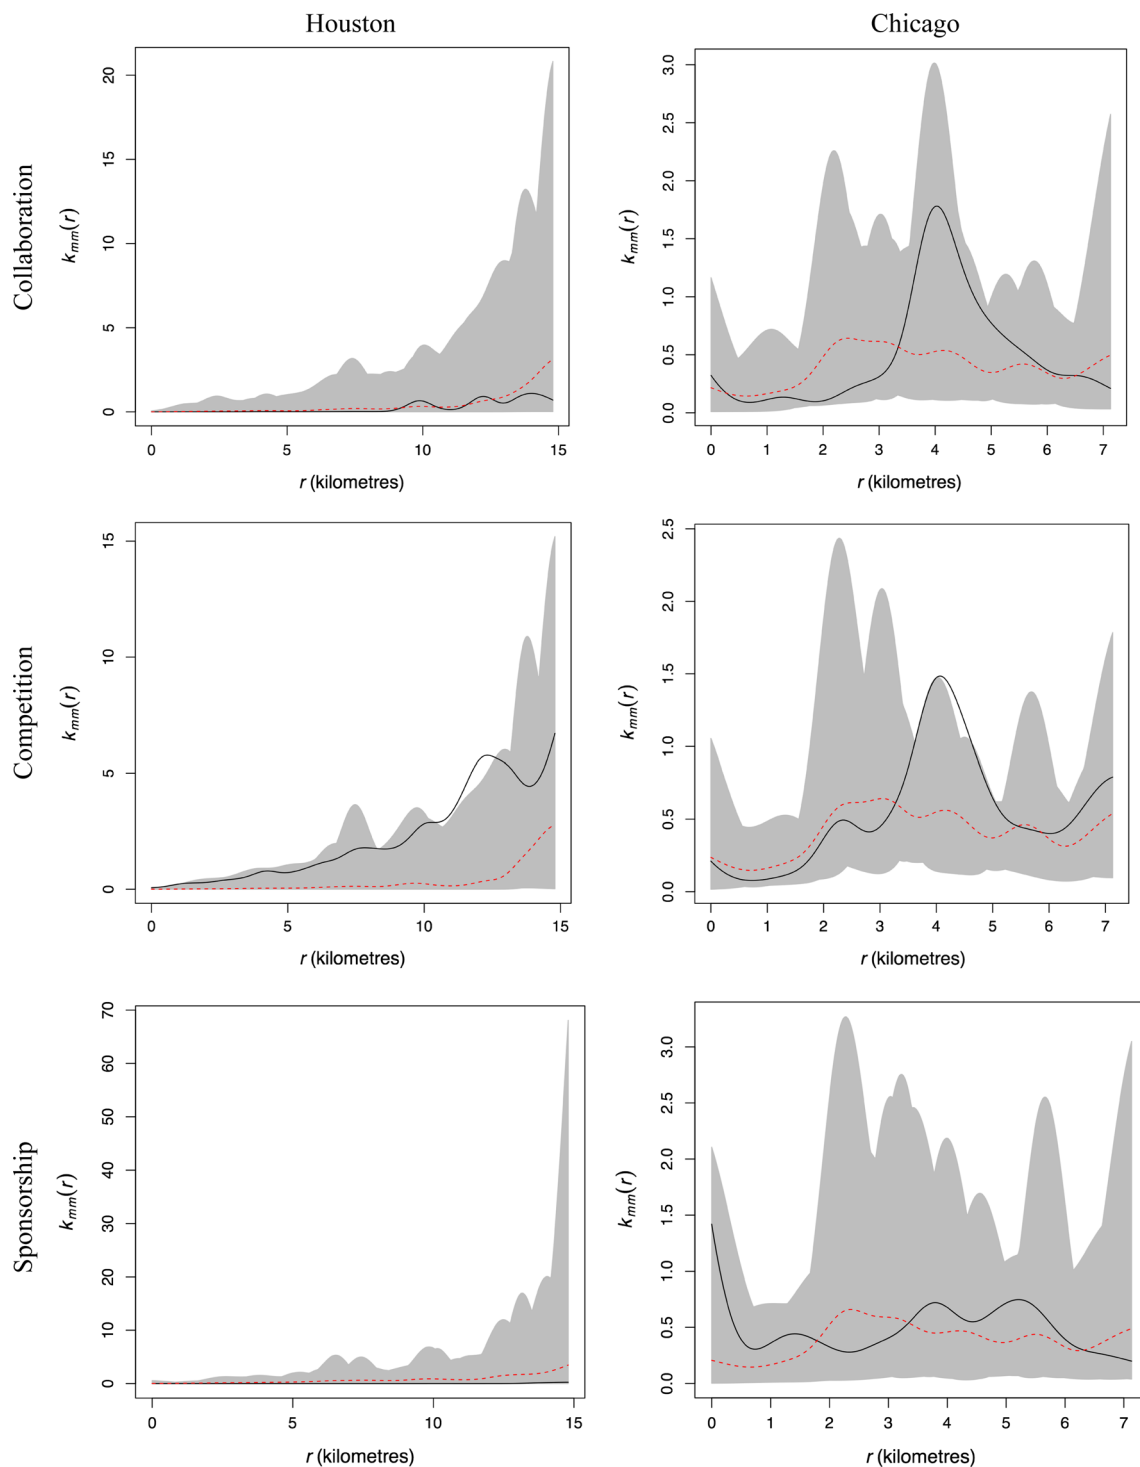 Houston
Chicago
Collaboration
20
15
10
5
0
k_mm(r)
0 5 10 15
r (kilometres)
3.0
2.5
2.0
1.5
1.0
0.5
0.0
k_mm(r)
0 1 2 3 4 5 6 7
r (kilometres)
Competition
15
10
5
0
k_mm(r)
0 5 10 15
r (kilometres)
2.5
2.0
1.5
1.0
0.5
0.0
k_mm(r)
0 1 2 3 4 5 6 7
r (kilometres)
Sponsorship
70
60
50
40
30
20
10
0
k_mm(r)
0 5 10 15
r (kilometres)
3.0
2.5
2.0
1.5
1.0
0.5
0.0
k_mm(r)
0 1 2 3 4 5 6 7
r (kilometres)